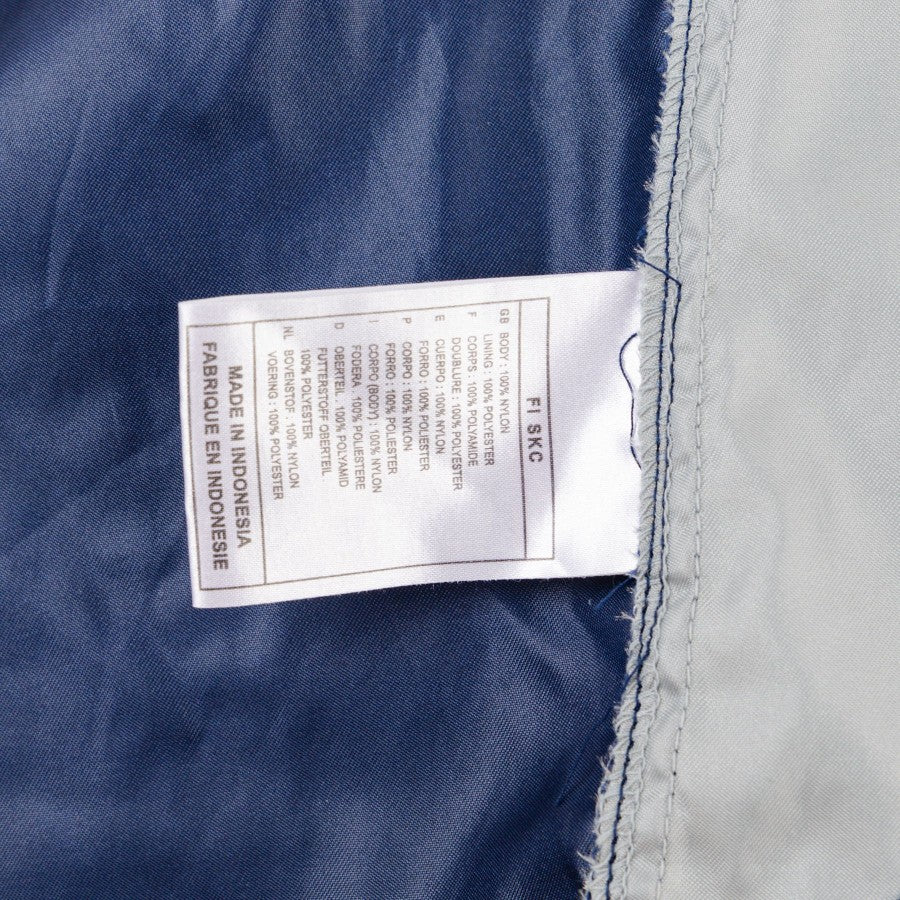 FI SKC
GB BODY : 100% NYLON
LINING : 100% POLYESTER
F CORPS : 100% POLYAMIDE
DOUBLURE : 100% POLYESTER
E CUERPO : 100% NYLON
FORRO : 100% POLIESTER
P CORPO : 100% NYLON
FORRO : 100% POLIESTER
I CORPO (BODY) : 100% NYLON
FODERA 100% POLIESTERE
D OBERTEIL . 100% POLYAMID
FUTTERSTOFF OBERTEIL
100% POLYESTER
NL BOVENSTOF . 100% NYLON
VOERING : 100% POLYESTER
MADE IN INDONESIA
FABRIQUE EN INDONESIE